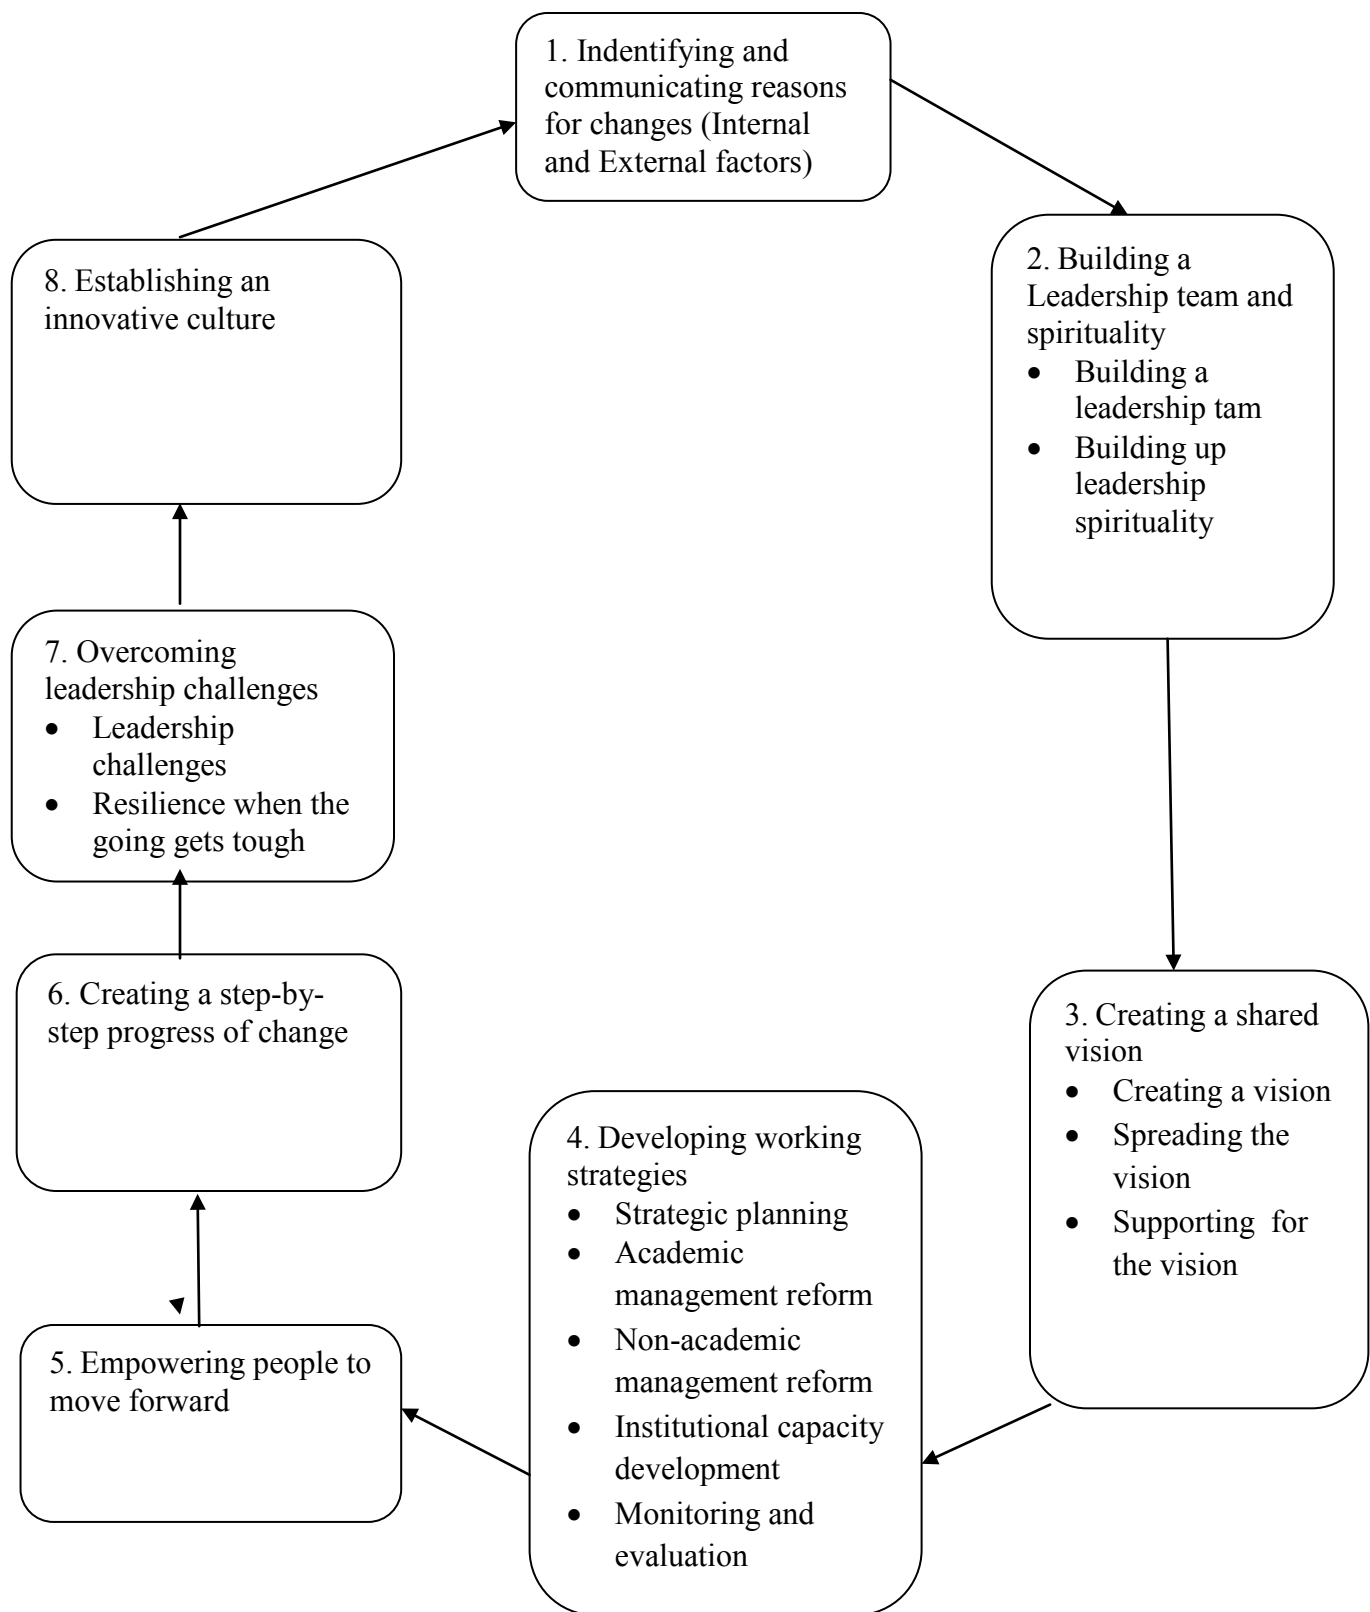 1. Indentifying and
communicating reasons
for changes (Internal
and External factors)
2. Building a
Leadership team and
spirituality
• Building a
leadership tam
• Building up
leadership
spirituality
3. Creating a shared
vision
• Creating a vision
• Spreading the
vision
• Supporting for
the vision
4. Developing working
strategies
• Strategic planning
• Academic
management reform
• Non-academic
management reform
• Institutional capacity
development
• Monitoring and
evaluation
5. Empowering people to
move forward
6. Creating a step-by-
step progress of change
7. Overcoming
leadership challenges
• Leadership
challenges
• Resilience when the
going gets tough
8. Establishing an
innovative culture